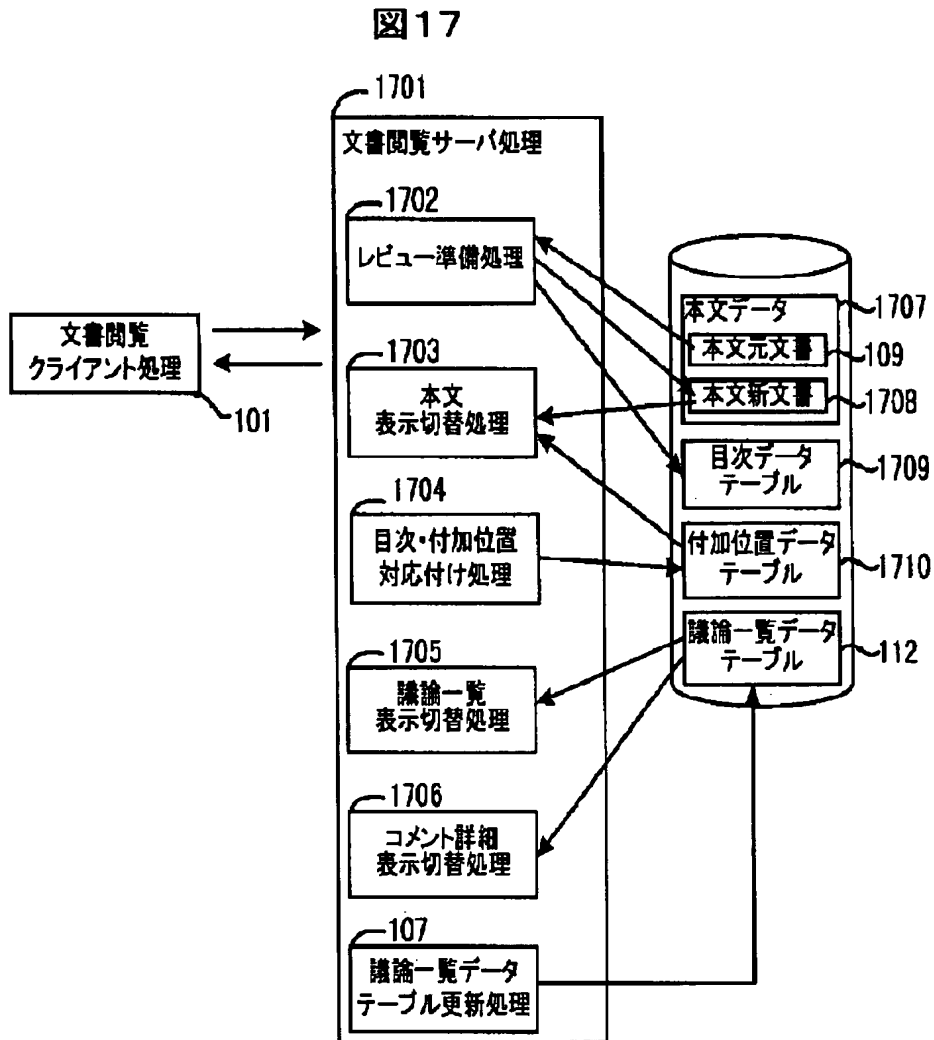 図17
1701
文書閲覧サーバ処理
1702
レビュー準備処理
文書閲覧
クライアント処理
101
1703
本文
表示切替処理
1704
目次・付加位置
対応付け処理
1705
議論一覧
表示切替処理
1706
コメント詳細
表示切替処理
107
議論一覧データ
テーブル更新処理
本文データ
1707
本文元文書
109
本文新文書
1708
目次データ
テーブル
1709
付加位置データ
テーブル
1710
議論一覧データ
テーブル
112